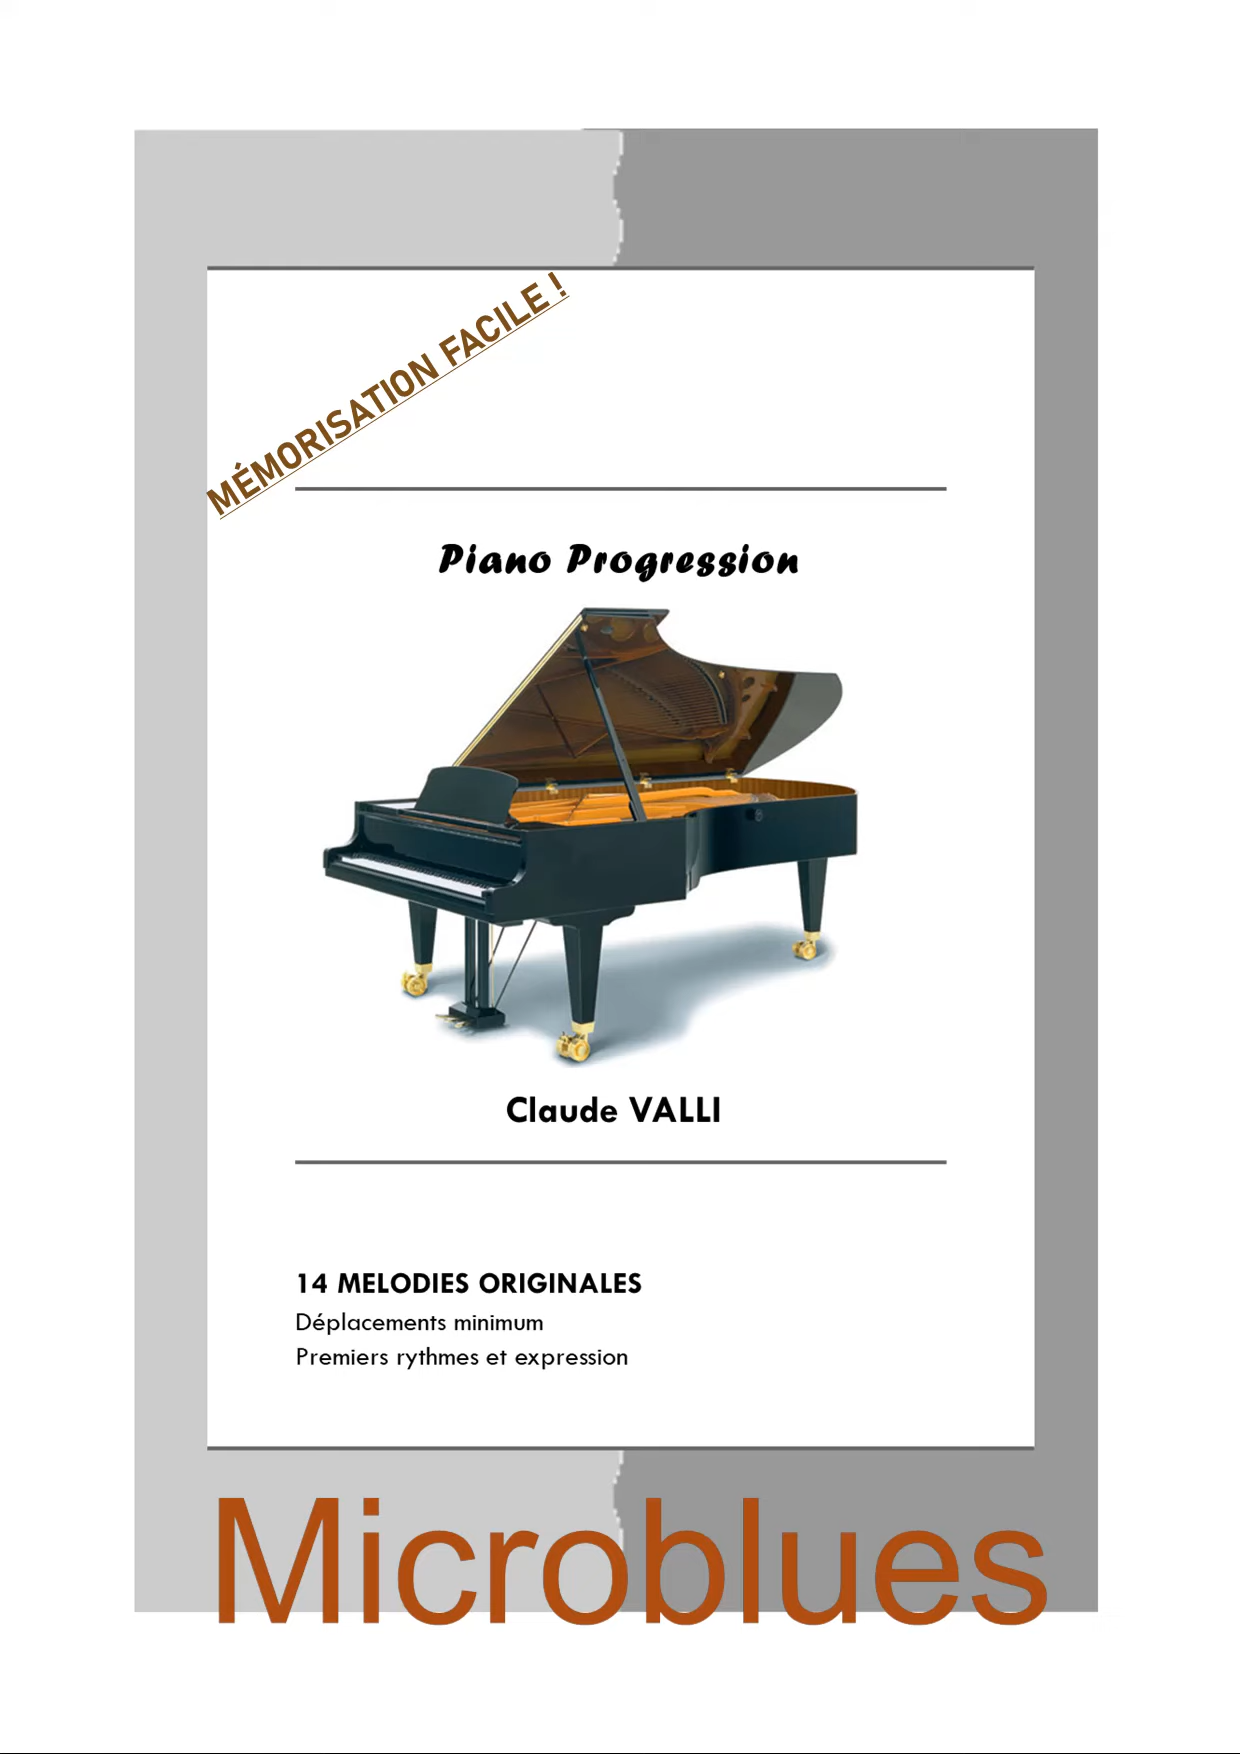 MÉMORISATION FACILE !
Piano Progression
Claude VALLI
14 MELODIES ORIGINALES
Déplacements minimum
Premiers rythmes et expression
Microblues